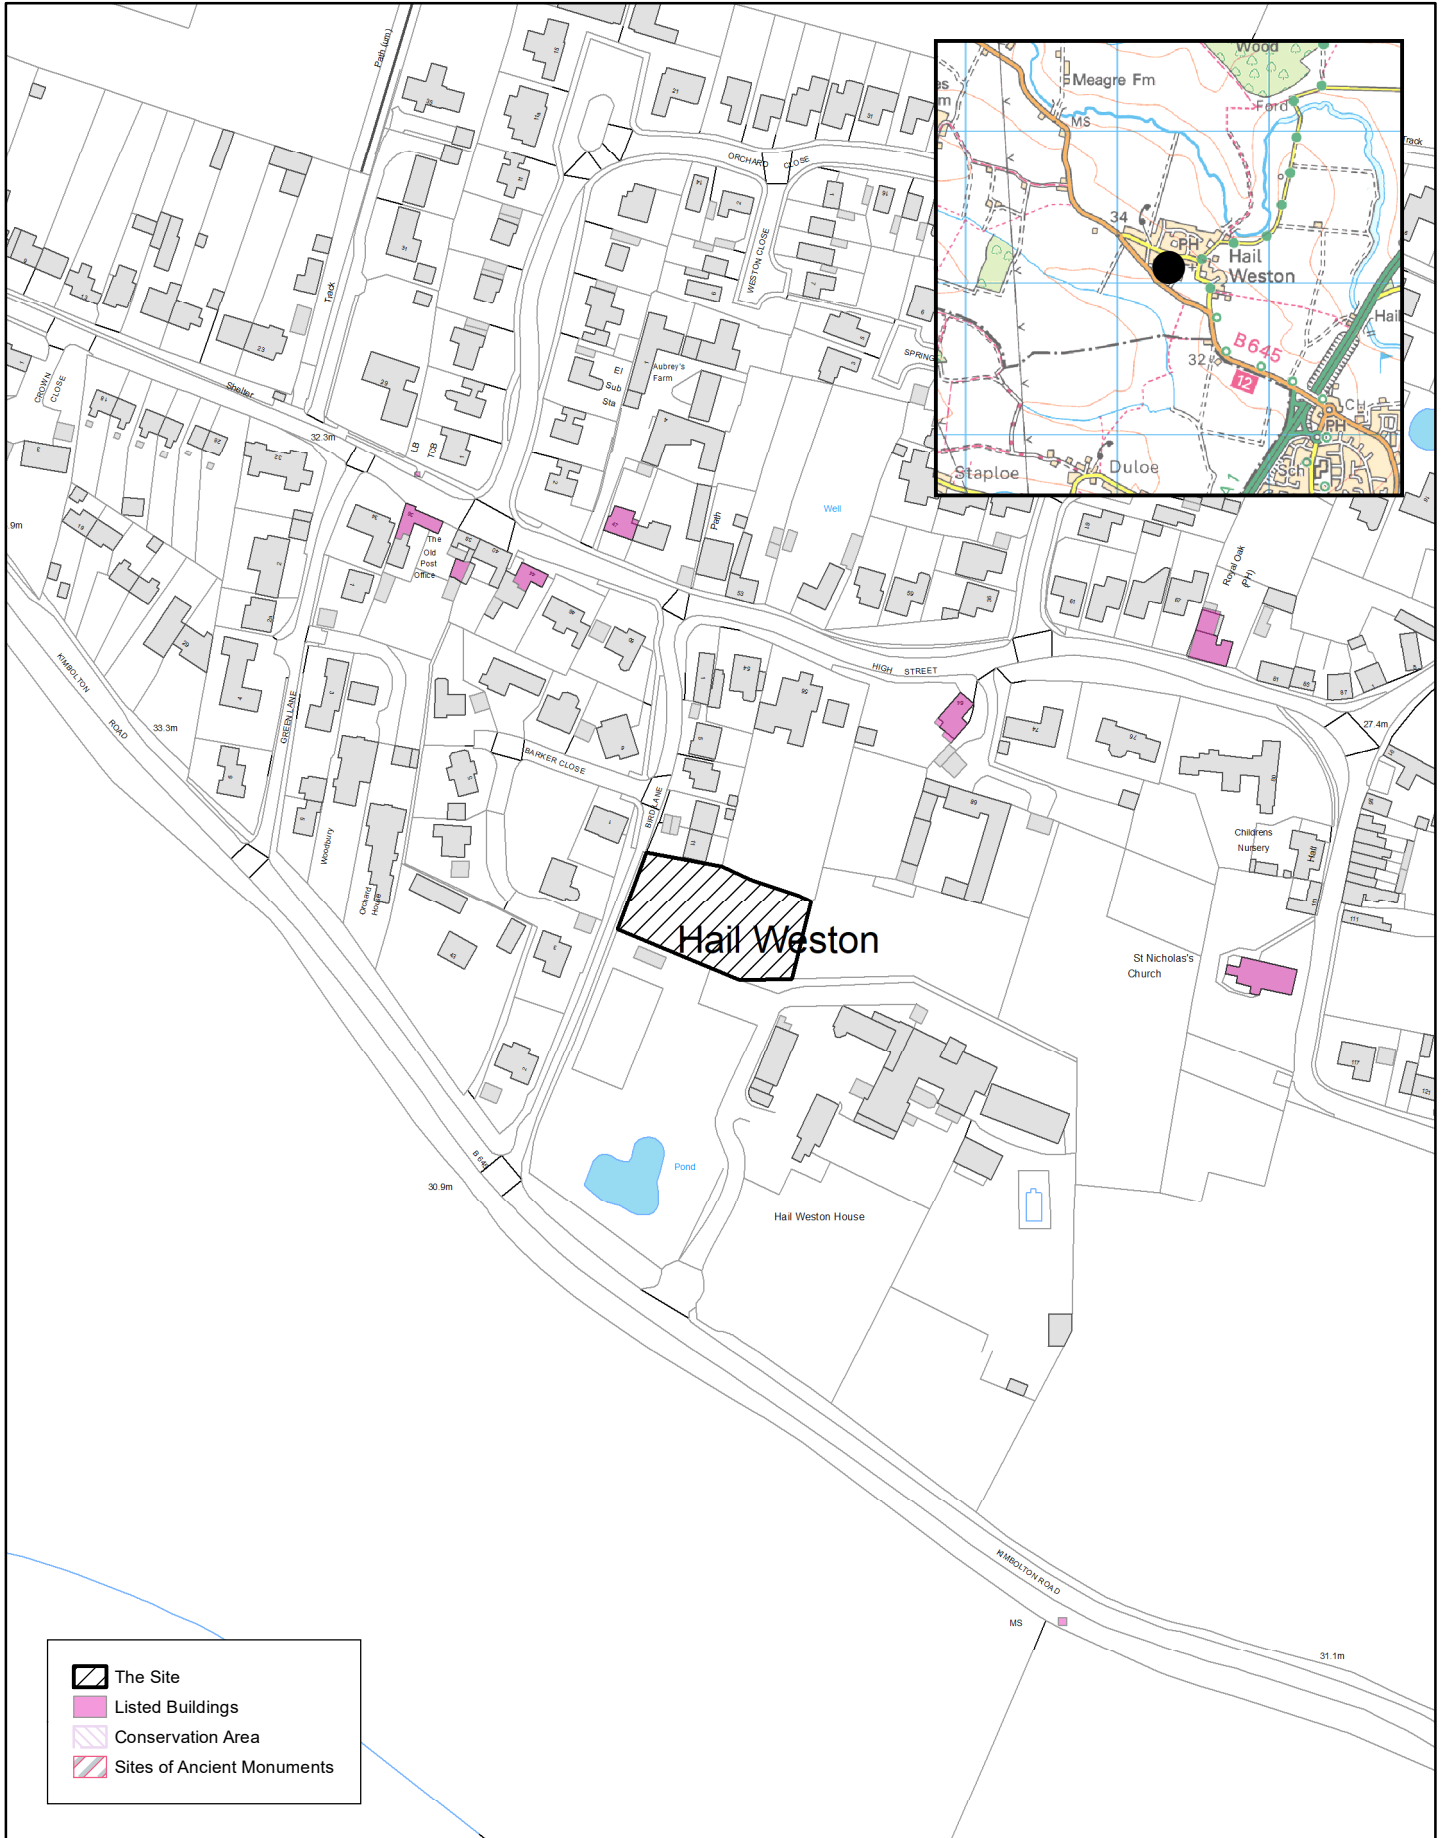 Path (um)
ORCHARD CLOSE
WESTON CLOSE
SPRING
Track
Track
CROWN
CLOSE
Shelter
32.3m
LB
TCB
El
Sub
Sta
Aubrey's
Farm
Path
Well
The
Old
Post
Office
Royal Oak
(PH)
.9m
KIMBOLTON
ROAD
33.3m
GREEN LANE
Woodbury
Orchard
House
BARKER CLOSE
BIRD LANE
HIGH STREET
27.4m
Childrens
Nursery
Hall
St Nicholas's
Church
Hail Weston
B 645
30.9m
Pond
Hail Weston House
KIMBOLTON ROAD
MS
31.1m
Wood
Meagre Fm
MS
Ford
34
PH
Hail
Weston
Hail
32
B645
12
CH
PH
Sch
A1
Staploe
Duloe
The Site
Listed Buildings
Conservation Area
Sites of Ancient Monuments